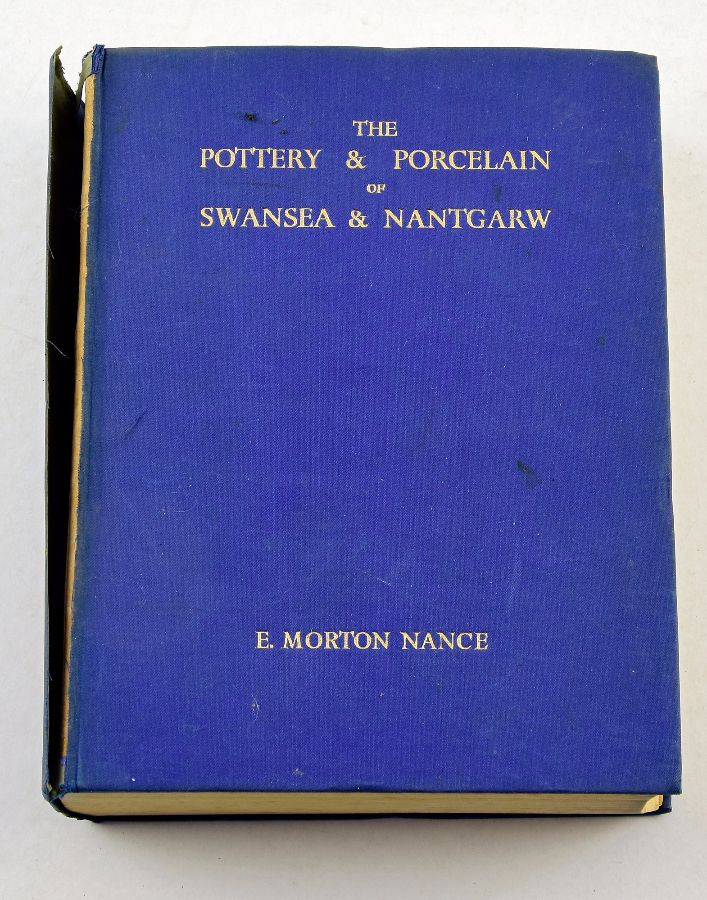 THE
POTTERY & PORCELAIN
OF
SWANSEA & NANTGARW
E. MORTON NANCE